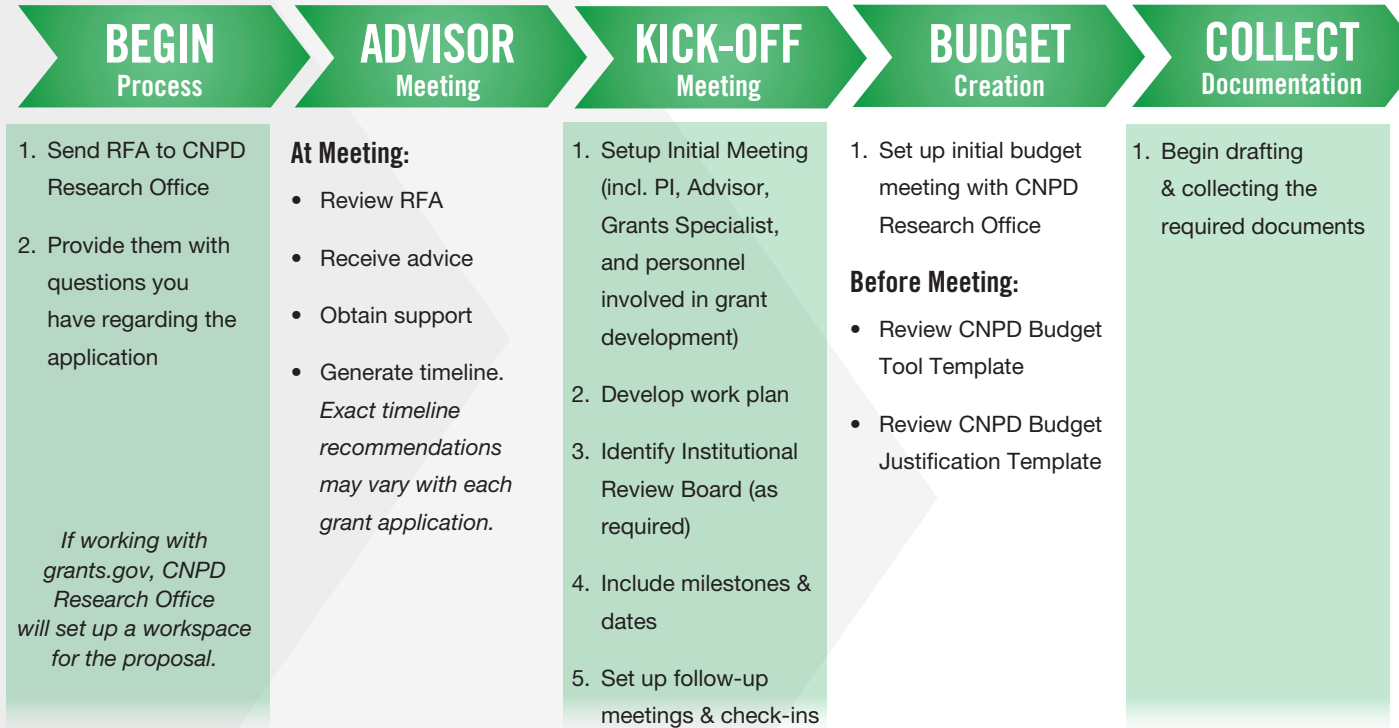 BEGIN
Process
ADVISOR
Meeting
KICK-OFF
Meeting
BUDGET
Creation
COLLECT
Documentation
1. Send RFA to CNPD
Research Office
2. Provide them with
questions you
have regarding the
application
If working with
grants.gov, CNPD
Research Office
will set up a workspace
for the proposal.
At Meeting:
• Review RFA
• Receive advice
• Obtain support
• Generate timeline.
Exact timeline
recommendations
may vary with each
grant application.
1. Setup Initial Meeting
(incl. PI, Advisor,
Grants Specialist,
and personnel
involved in grant
development)
2. Develop work plan
3. Identify Institutional
Review Board (as
required)
4. Include milestones &
dates
5. Set up follow-up
meetings & check-ins
1. Set up initial budget
meeting with CNPD
Research Office
Before Meeting:
• Review CNPD Budget
Tool Template
• Review CNPD Budget
Justification Template
1. Begin drafting
& collecting the
required documents